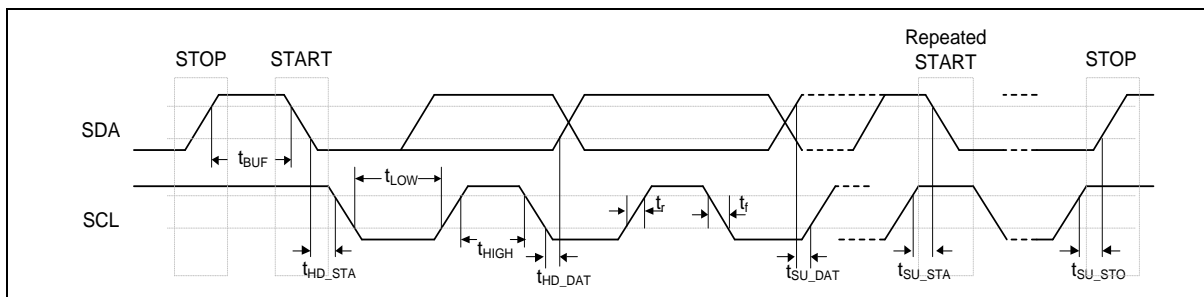 STOP
START
Repeated
START
STOP
SDA
tBUF
tLOW
SCL
tr
tf
tHIGH
tHD_STA
tHD_DAT
tSU_DAT
tSU_STA
tSU_STO